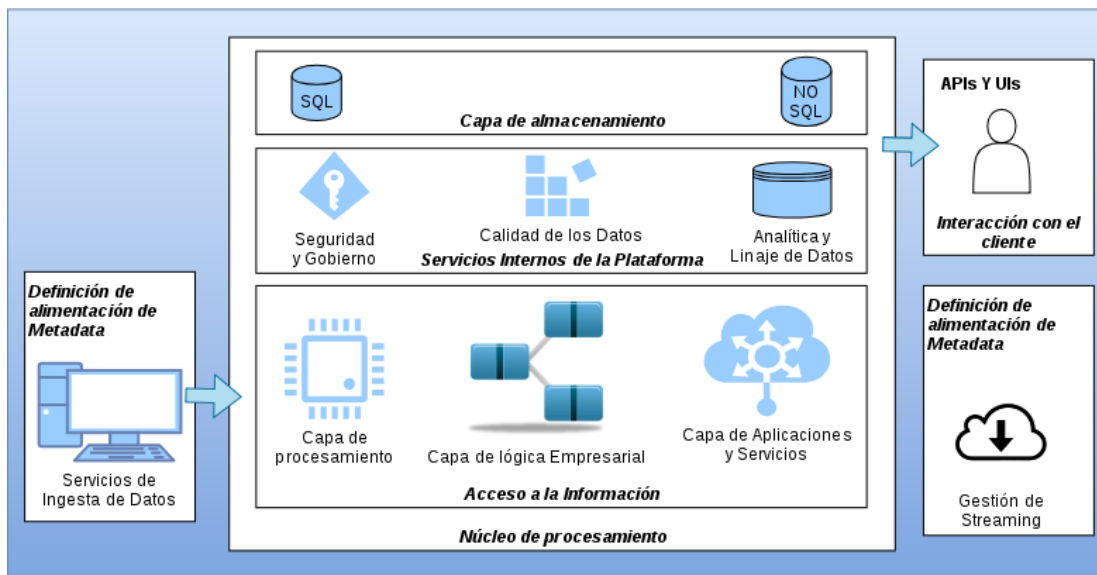 SQL
NO
SQL
Capa de almacenamiento
Seguridad
y Gobierno
Calidad de los Datos
Analítica y
Linaje de Datos
Servicios Internos de la Plataforma
Capa de
procesamiento
Capa de lógica Empresarial
Capa de Aplicaciones
y Servicios
Acceso a la Información
Núcleo de procesamiento
Definición de
alimentación de
Metadata
Servicios de
Ingesta de Datos
APIs Y UIs
Interacción con el
cliente
Definición de
alimentación de
Metadata
Gestión de
Streaming